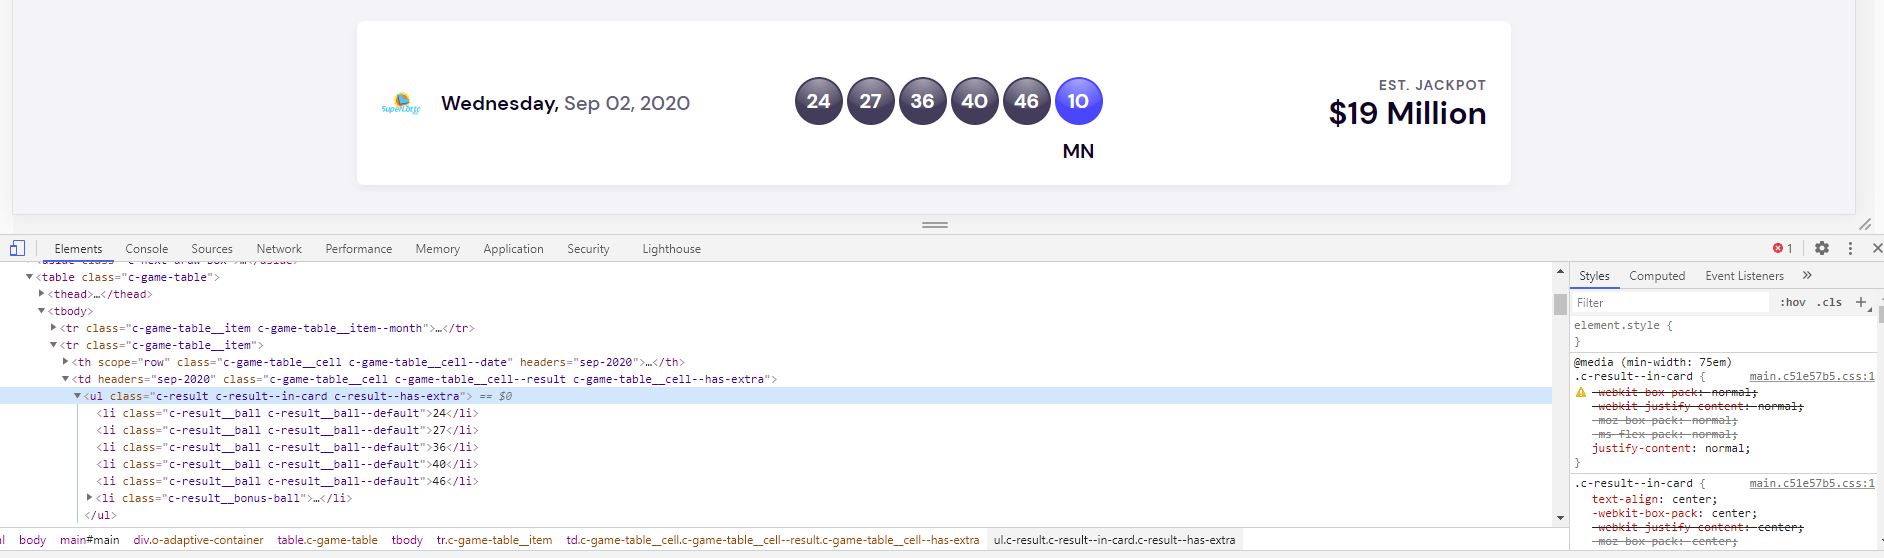 SuperLotto
Wednesday, Sep 02, 2020
24 27 36 40 46 10
MN
EST. JACKPOT
$19 Million
Elements Console Sources Network Performance Memory Application Security Lighthouse
1
<table class="c-game-table">
<thead>…</thead>
<tbody>
<tr class="c-game-table__item c-game-table__item--month">…</tr>
<tr class="c-game-table__item">
<th scope="row" class="c-game-table__cell c-game-table__cell--date" headers="sep-2020">…</th>
<td headers="sep-2020" class="c-game-table__cell c-game-table__cell--result c-game-table__cell--has-extra">
<ul class="c-result c-result--in-card c-result--has-extra"> == $0
<li class="c-result__ball c-result__ball--default">24</li>
<li class="c-result__ball c-result__ball--default">27</li>
<li class="c-result__ball c-result__ball--default">36</li>
<li class="c-result__ball c-result__ball--default">40</li>
<li class="c-result__ball c-result__ball--default">46</li>
<li class="c-result__bonus-ball">…</li>
</ul>
body main#main div.o-adaptive-container table.c-game-table tbody tr.c-game-table__item td.c-game-table__cell.c-game-table__cell--result.c-game-table__cell--has-extra ul.c-result.c-result--in-card.c-result--has-extra
Styles Computed Event Listeners »
Filter :hov .cls +
element.style {
}
@media (min-width: 75em)
.c-result--in-card { main.c51e57b5.css:1
-webkit-box-pack: normal;
-webkit-justify-content: normal;
-moz-box-pack: normal;
-ms-flex-pack: normal;
justify-content: normal;
}
.c-result--in-card { main.c51e57b5.css:1
text-align: center;
-webkit-box-pack: center;
-webkit-justify-content: center;
-moz-box-pack: center;